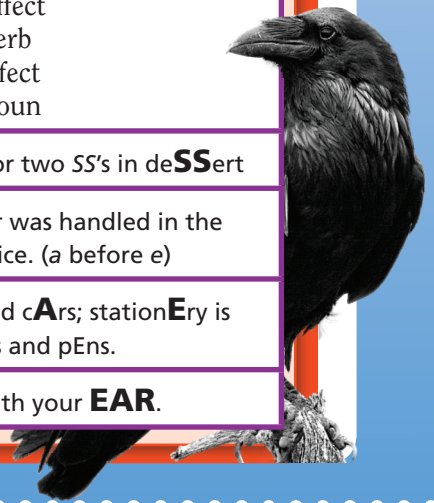 ffect
erb
fect
oun
or two SS's in deSSert
r was handled in the
ice. (a before e)
d cArs; stationEry is
s and pEns.
th your EAR.